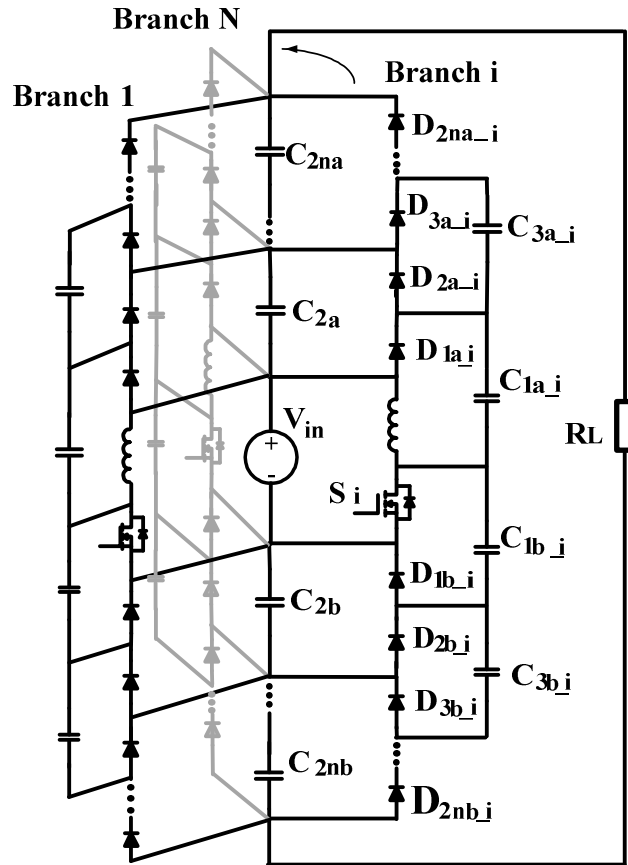 Branch N
Branch i
Branch 1
D2na_i
C2na
D3a_i
C3a_i
D2a_i
C2a
D1a_i
C1a_i
Vin
+
-
RL
S i
C1b_i
D1b_i
C2b
D2b_i
C3b_i
D3b_i
C2nb
D2nb_i